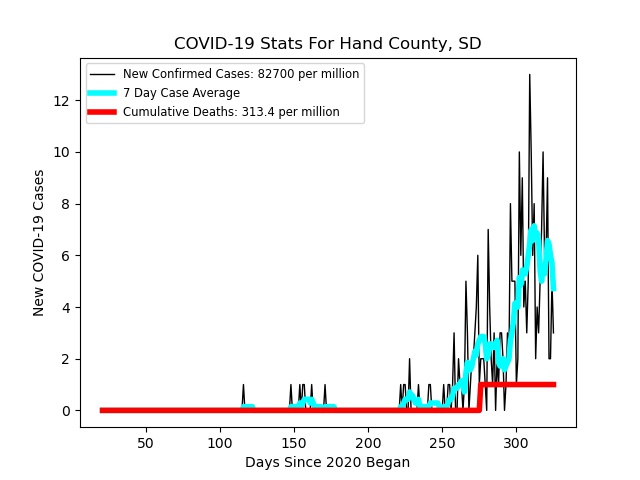 COVID-19 Stats For Hand County, SD
New Confirmed Cases: 82700 per million
7 Day Case Average
Cumulative Deaths: 313.4 per million
New COVID-19 Cases
12
10
8
6
4
2
0
50 100 150 200 250 300
Days Since 2020 Began